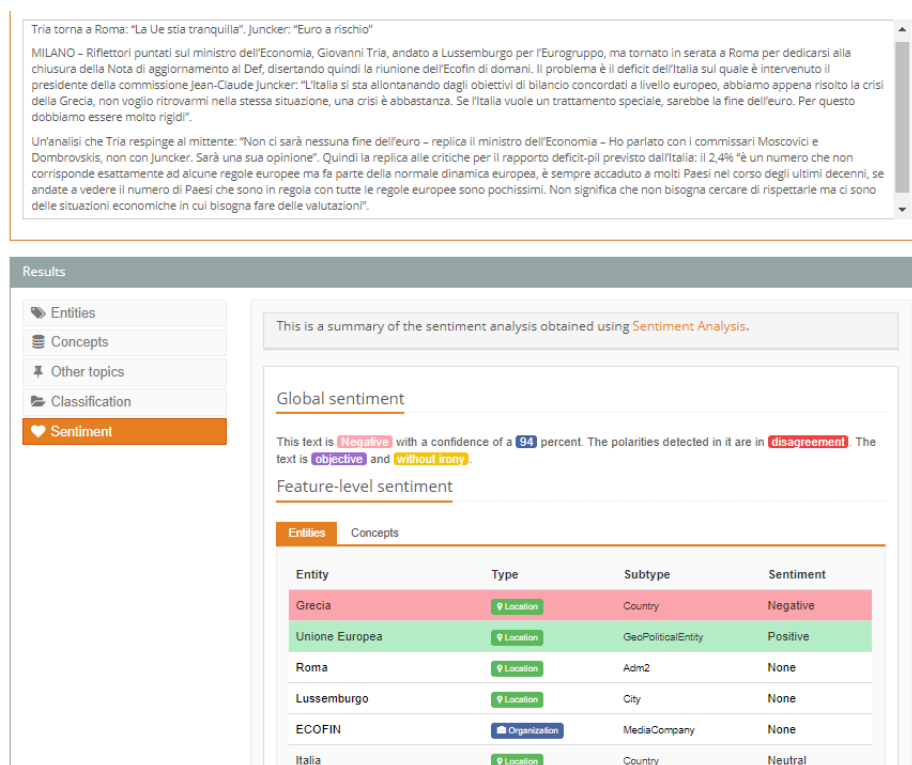 Tria torna a Roma: “La Ue stia tranquilla”. Juncker: “Euro a rischio”
MILANO – Riflettori puntati sul ministro dell’Economia, Giovanni Tria, andato a Lussemburgo per l’Eurogruppo, ma tornato in serata a Roma per dedicarsi alla
chiusura della Nota di aggiornamento al Def, disertando quindi la riunione dell’Ecofin di domani. Il problema è il deficit dell’Italia sul quale è intervenuto il
presidente della commissione Jean-Claude Juncker: “L’Italia si sta allontanando dagli obiettivi di bilancio concordati a livello europeo, abbiamo appena risolto la crisi
della Grecia, non voglio ritrovarmi nella stessa situazione, una crisi è abbastanza. Se l’Italia vuole un trattamento speciale, sarebbe la fine dell’euro. Per questo
dobbiamo essere molto rigidi”.
Un’analisi che Tria respinge al mittente: “Non ci sarà nessuna fine dell’euro – replica il ministro dell’Economia – Ho parlato con i commissari Moscovici e
Dombrovskis, non con Juncker. Sarà una sua opinione”. Quindi la replica alle critiche per il rapporto deficit-pil previsto dall’Italia: il 2,4% “è un numero che non
corrisponde esattamente ad alcune regole europee ma fa parte della normale dinamica europea, è sempre accaduto a molti Paesi nel corso degli ultimi decenni, se
andate a vedere il numero di Paesi che sono in regola con tutte le regole europee sono pochissimi. Non significa che non bisogna cercare di rispettarle ma ci sono
delle situazioni economiche in cui bisogna fare delle valutazioni”.
Results
Entities
Concepts
Other topics
Classification
Sentiment
This is a summary of the sentiment analysis obtained using Sentiment Analysis.
Global sentiment
This text is Negative with a confidence of a 94 percent. The polarities detected in it are in disagreement. The
text is objective and without irony.
Feature-level sentiment
Entities Concepts
Entity Type Subtype Sentiment
Grecia Location Country Negative
Unione Europea Location GeoPoliticalEntity Positive
Roma Location Adm2 None
Lussemburgo Location City None
ECOFIN Organization MediaCompany None
Italia Location Country Neutral